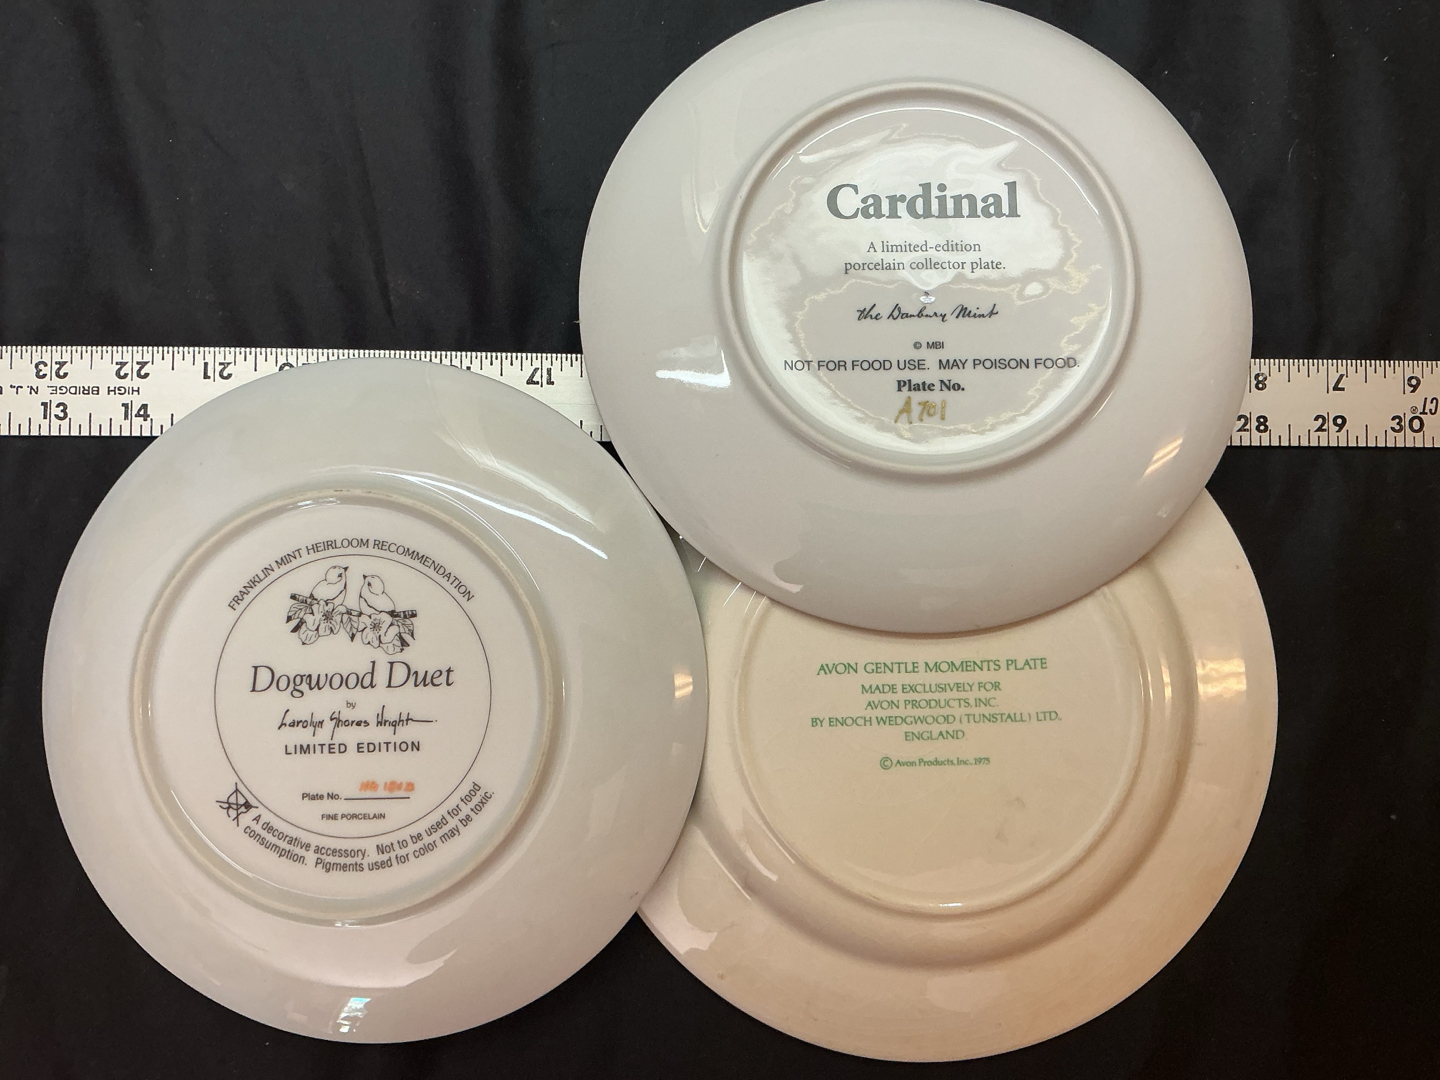 Cardinal
A limited-edition
porcelain collector plate.
the Danbury Mint
© MBI
NOT FOR FOOD USE. MAY POISON FOOD.
Plate No.
A701
23 22 21 17
HIGH BRIDGE, N.J.,
13 14
8 7 6
28 29 30
FRANKLIN MINT HEIRLOOM RECOMMENDATION
Dogwood Duet
by
Carolyn Shores Wright
LIMITED EDITION
Plate No.
FINE PORCELAIN
A decorative accessory. Not to be used for food
consumption. Pigments used for color may be toxic.
AVON GENTLE MOMENTS PLATE
MADE EXCLUSIVELY FOR
AVON PRODUCTS, INC.
BY ENOCH WEDGWOOD (TUNSTALL) LTD.,
ENGLAND
© Avon Products, Inc. 1975